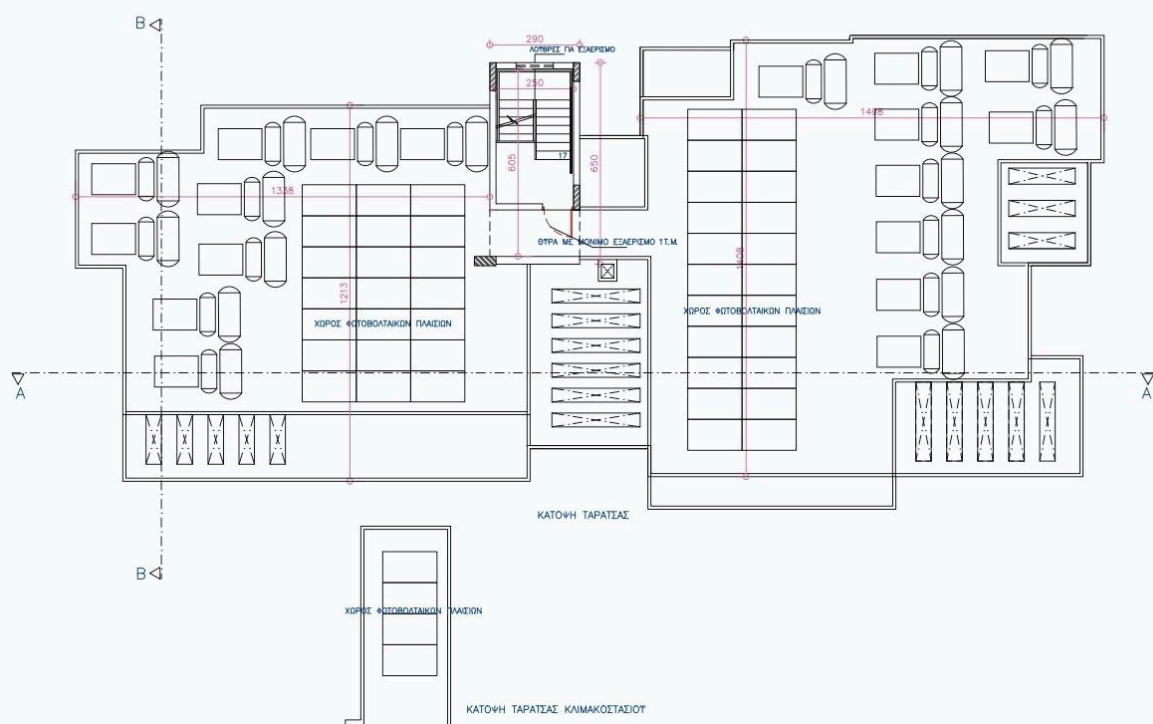 B
290
ΛΟΥΒΡΕΣ ΓΙΑ ΕΞΑΕΡΙΣΜΟ
250
1498
17
605
650
1338
ΘΥΡΑ ΜΕ ΜΟΝΙΜΟ ΕΞΑΕΡΙΣΜΟ 1Τ.Μ.
1213
1408
ΧΩΡΟΣ ΦΩΤΟΒΟΛΤΑΙΚΩΝ ΠΛΑΙΣΙΩΝ
ΧΩΡΟΣ ΦΩΤΟΒΟΛΤΑΙΚΩΝ ΠΛΑΙΣΙΩΝ
A
A
ΚΑΤΟΨΗ ΤΑΡΑΤΣΑΣ
B
ΧΩΡΟΣ ΦΩΤΟΒΟΛΤΑΙΚΩΝ ΠΛΑΙΣΙΩΝ
ΚΑΤΟΨΗ ΤΑΡΑΤΣΑΣ ΚΛΙΜΑΚΟΣΤΑΣΙΟΥ